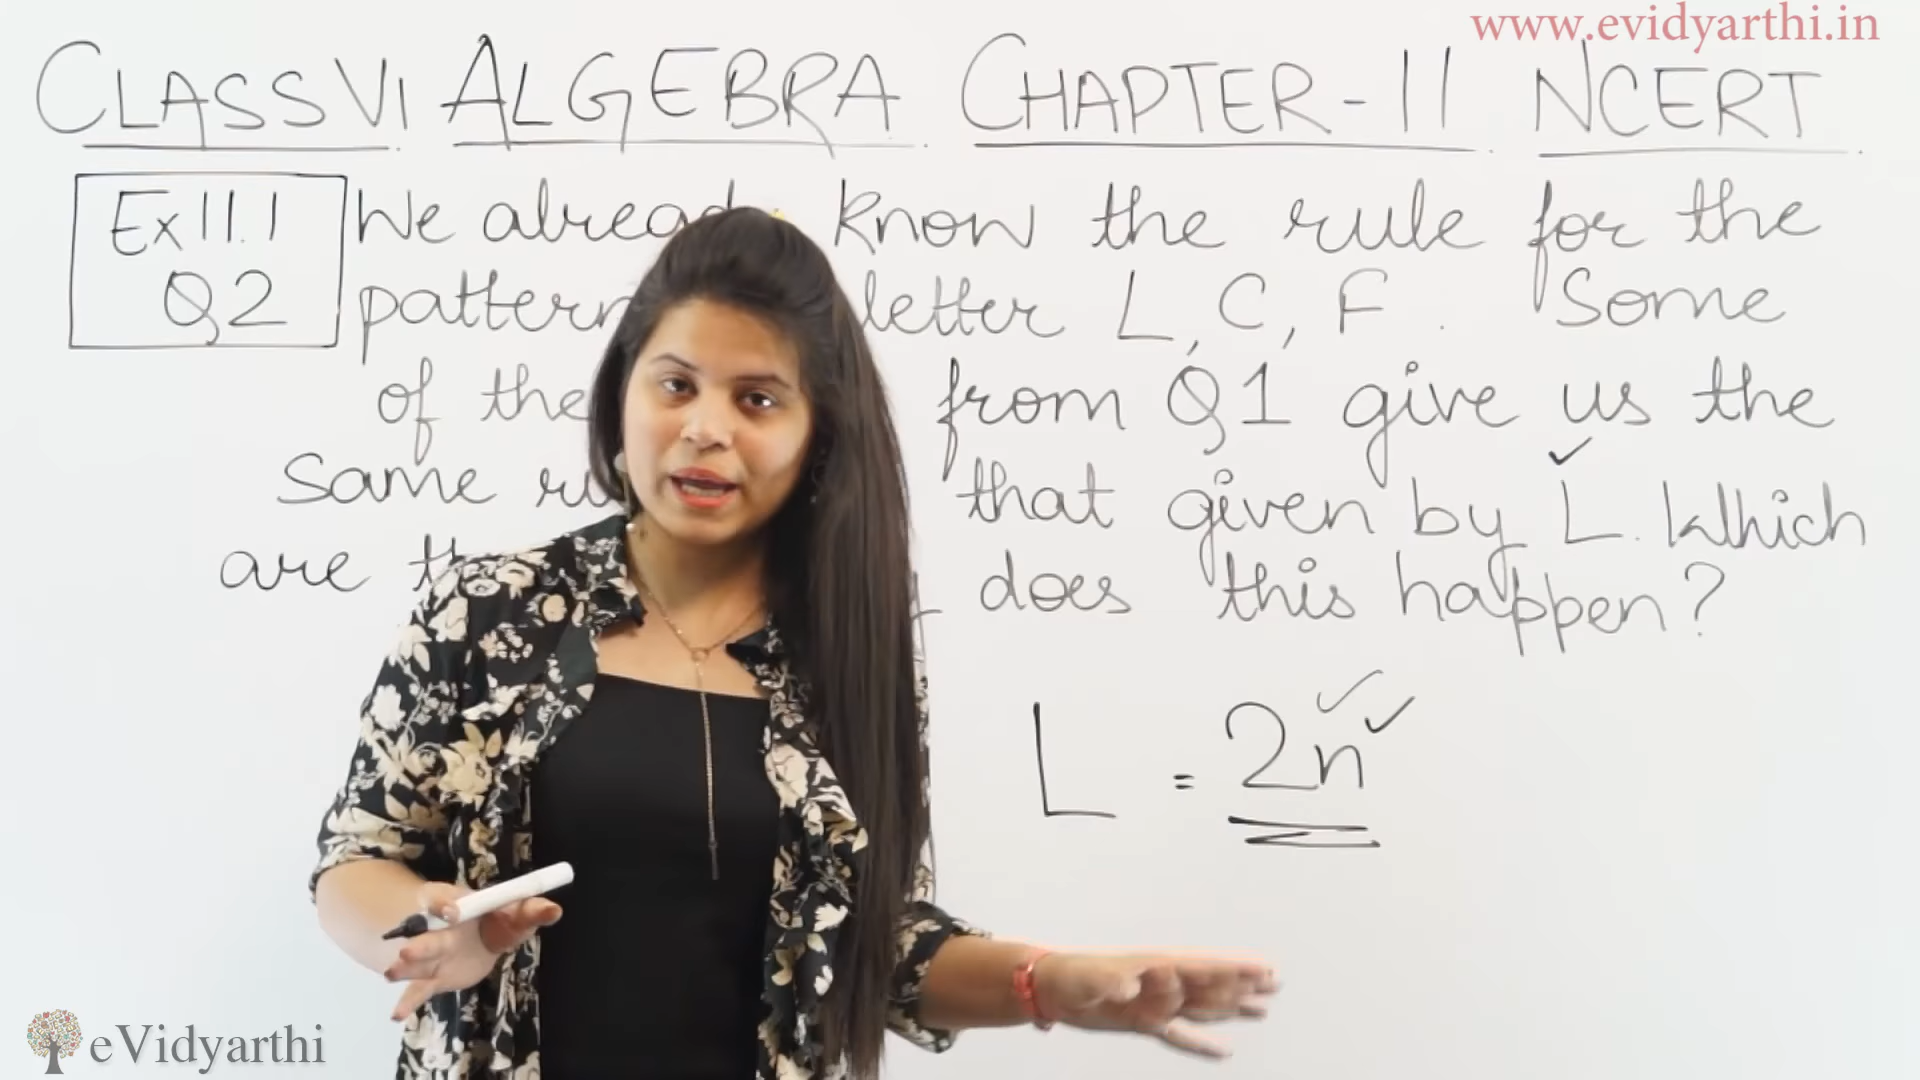 www.evidyarthi.in
CLASS VI ALGEBRA CHAPTER-11 NCERT
Ex 11.1
Q2
We already know the rule for the
pattern letter L, C, F. Some
of the from Q1 give us the
same that given by L. Which
are does this happen?
L = 2n
eVidyarthi